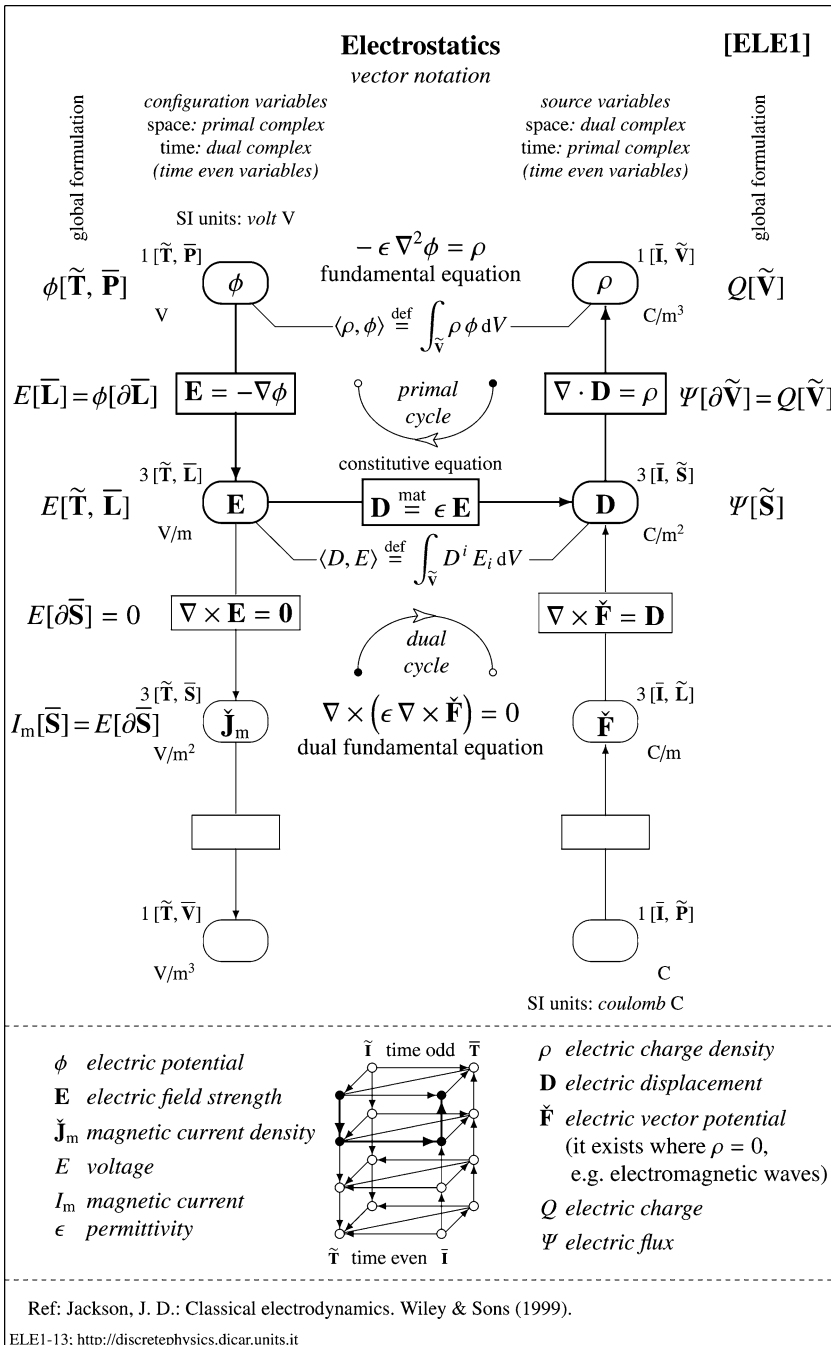 Electrostatics [ELE1]
vector notation
global formulation
configuration variables
space: primal complex
time: dual complex
(time even variables)
source variables
space: dual complex
time: primal complex
(time even variables)
global formulation
SI units: volt V
1 [T̃, P̅]
− ϵ ∇²ϕ = ρ
1 [I̅, Ṽ]
ϕ[T̃, P̅]
ϕ
fundamental equation
ρ
Q[Ṽ]
V
⟨ρ, ϕ⟩ def= ∫_Ṽ ρ ϕ dV
C/m³
E[L̅] = ϕ[∂L̅]
E = −∇ϕ
primal
cycle
∇ · D = ρ
Ψ[∂Ṽ] = Q[Ṽ]
3 [T̃, L̅]
constitutive equation
3 [I̅, S̃]
E[T̃, L̅]
E
D mat= ϵ E
D
Ψ[S̃]
V/m
⟨D, E⟩ def= ∫_Ṽ Dⁱ Eᵢ dV
C/m²
E[∂S̅] = 0
∇ × E = 0
dual
cycle
∇ × F̌ = D
3 [T̃, S̅]
3 [I̅, L̃]
I_m[S̅] = E[∂S̅]
J̌_m
∇ × (ϵ ∇ × F̌) = 0
F̌
V/m²
dual fundamental equation
C/m
1 [T̃, V̅]
1 [I̅, P̃]
V/m³
C
SI units: coulomb C
ϕ electric potential
E electric field strength
J̌_m magnetic current density
E voltage
I_m magnetic current
ϵ permittivity
Ĩ time odd T̅
T̃ time even I̅
ρ electric charge density
D electric displacement
F̌ electric vector potential
(it exists where ρ = 0,
e.g. electromagnetic waves)
Q electric charge
Ψ electric flux
Ref: Jackson, J. D.: Classical electrodynamics. Wiley & Sons (1999).
ELE1-13; http://discretephysics.dicar.units.it